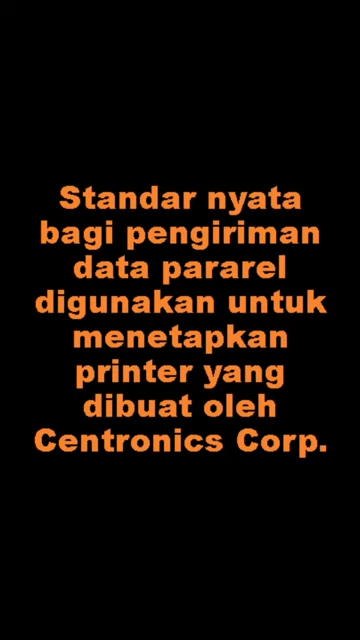 Standar nyata
bagi pengiriman
data pararel
digunakan untuk
menetapkan
printer yang
dibuat oleh
Centronics Corp.